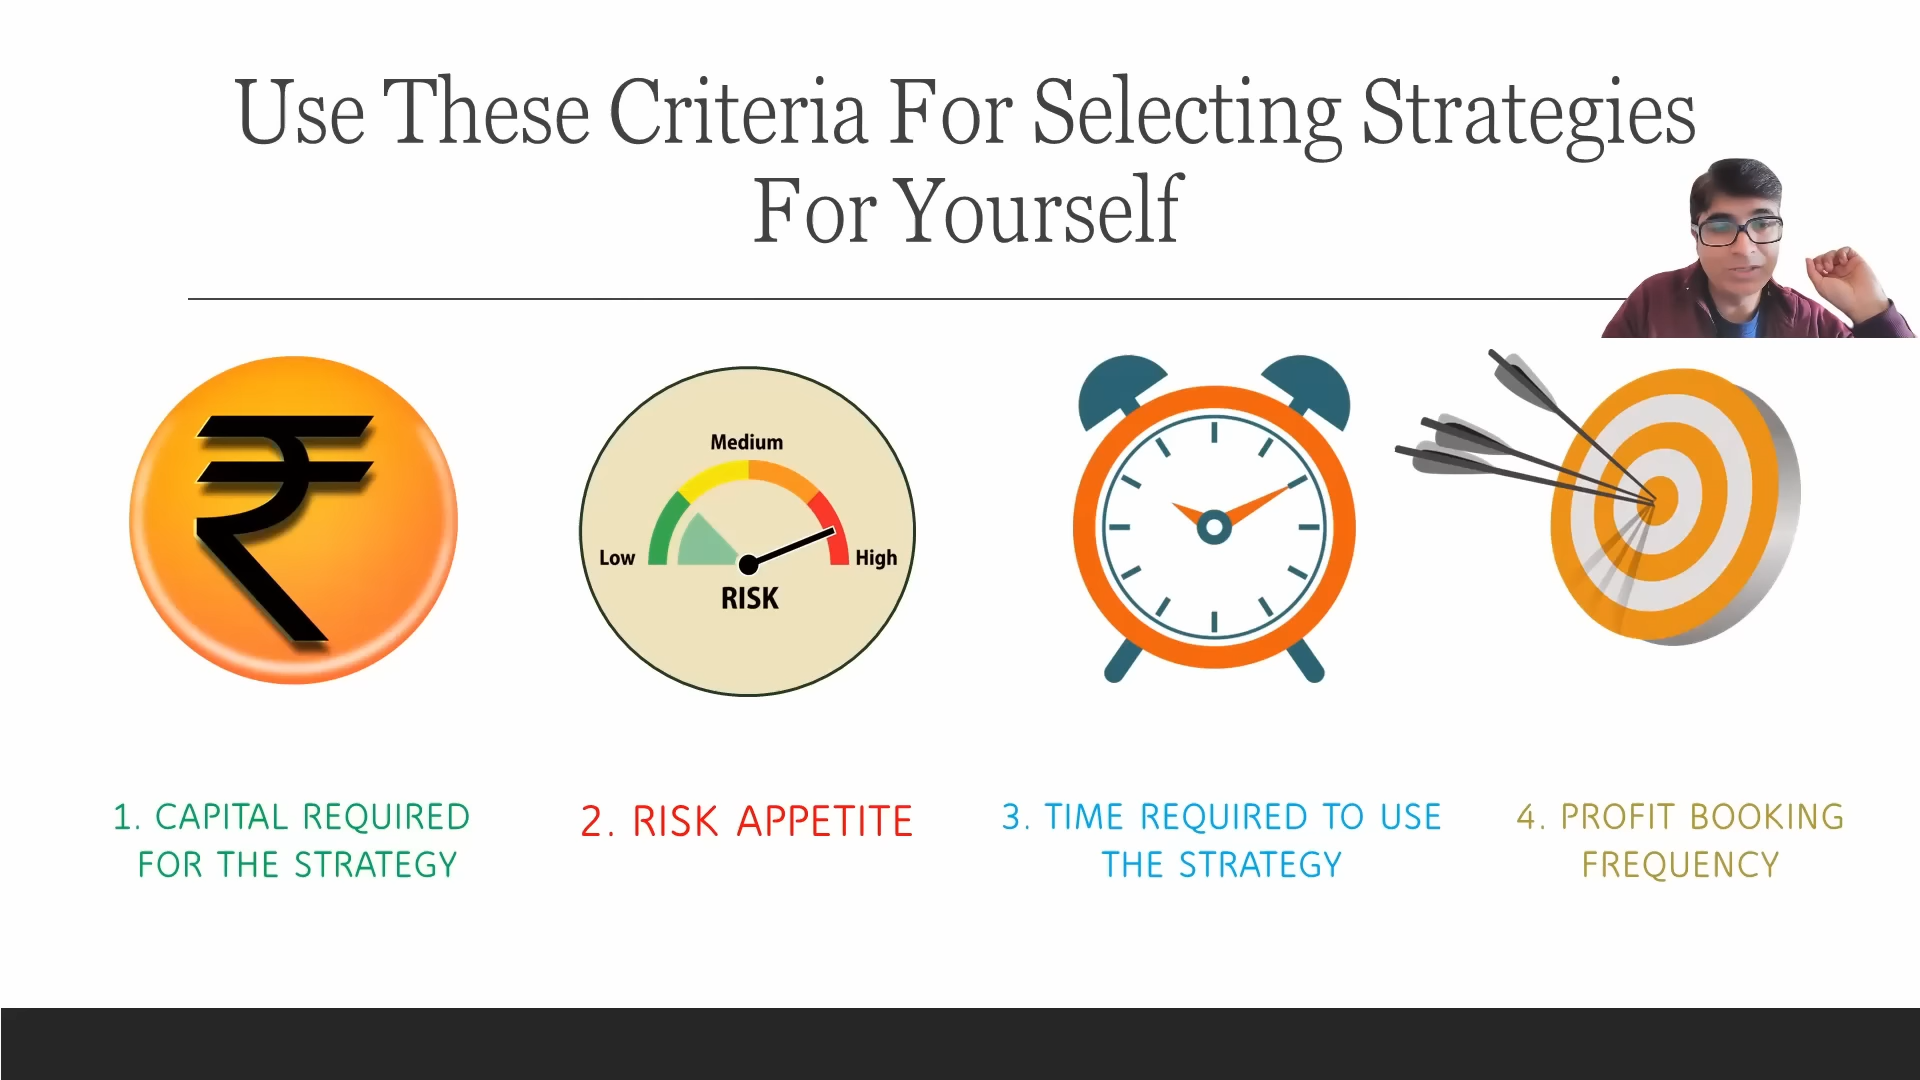 Use These Criteria For Selecting Strategies
For Yourself
Medium
Low
High
RISK
1. CAPITAL REQUIRED
FOR THE STRATEGY
2. RISK APPETITE
3. TIME REQUIRED TO USE
THE STRATEGY
4. PROFIT BOOKING
FREQUENCY